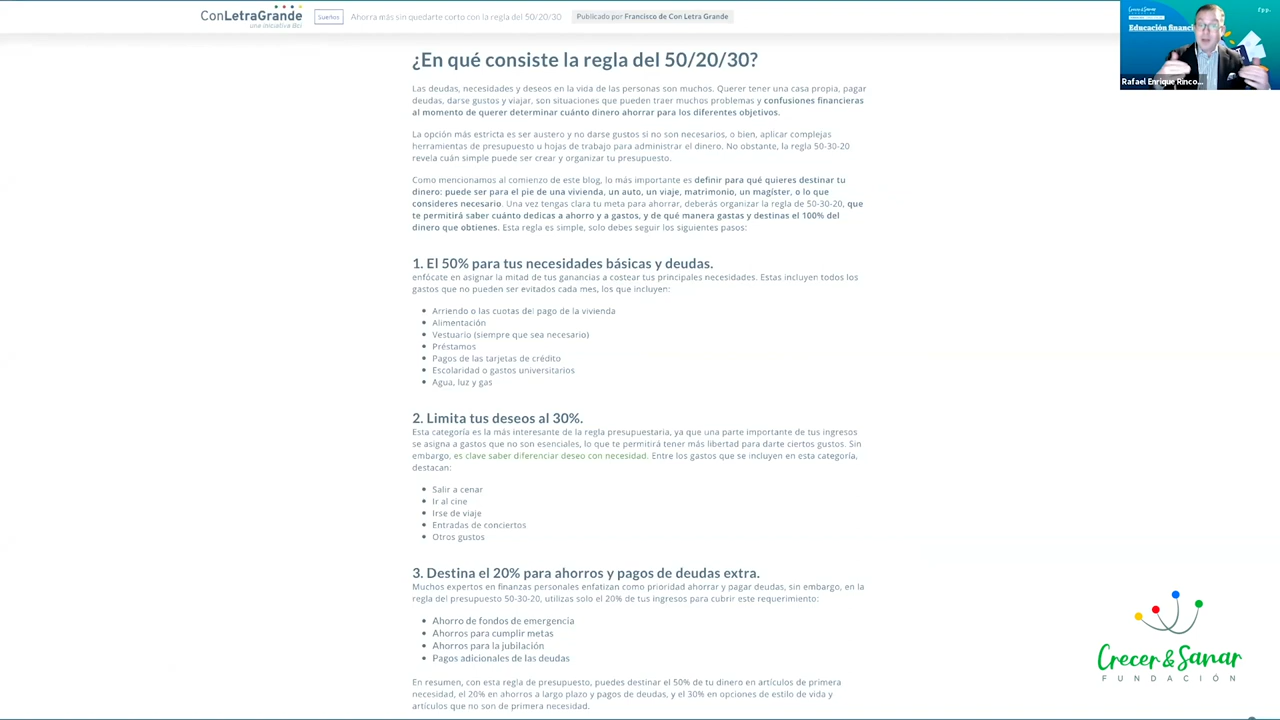 ConLetraGrande
una iniciativa Bci
Sueños
Ahorra más sin quedarte corto con la regla del 50/20/30
Publicado por Francisco de Con Letra Grande
Crecer & Sanar
fpp.
Educación financi
Rafael Enrique Rinco...
¿En qué consiste la regla del 50/20/30?
Las deudas, necesidades y deseos en la vida de las personas son muchos. Querer tener una casa propia, pagar
deudas, darse gustos y viajar, son situaciones que pueden traer muchos problemas y confusiones financieras
al momento de querer determinar cuánto dinero ahorrar para los diferentes objetivos.
La opción más estricta es ser austero y no darse gustos si no son necesarios, o bien, aplicar complejas
herramientas de presupuesto u hojas de trabajo para administrar el dinero. No obstante, la regla 50-30-20
revela cuán simple puede ser crear y organizar tu presupuesto.
Como mencionamos al comienzo de este blog, lo más importante es definir para qué quieres destinar tu
dinero: puede ser para el pie de una vivienda, un auto, un viaje, matrimonio, un magíster, o lo que
consideres necesario. Una vez tengas clara tu meta para ahorrar, deberás organizar la regla de 50-30-20, que
te permitirá saber cuánto dedicas a ahorro y a gastos, y de qué manera gastas y destinas el 100% del
dinero que obtienes. Esta regla es simple, solo debes seguir los siguientes pasos:
1. El 50% para tus necesidades básicas y deudas.
enfócate en asignar la mitad de tus ganancias a costear tus principales necesidades. Estas incluyen todos los
gastos que no pueden ser evitados cada mes, los que incluyen:
Arriendo o las cuotas del pago de la vivienda
Alimentación
Vestuario (siempre que sea necesario)
Préstamos
Pagos de las tarjetas de crédito
Escolaridad o gastos universitarios
Agua, luz y gas
2. Limita tus deseos al 30%.
Esta categoría es la más interesante de la regla presupuestaria, ya que una parte importante de tus ingresos
se asigna a gastos que no son esenciales, lo que te permitirá tener más libertad para darte ciertos gustos. Sin
embargo, es clave saber diferenciar deseo con necesidad. Entre los gastos que se incluyen en esta categoría,
destacan:
Salir a cenar
Ir al cine
Irse de viaje
Entradas de conciertos
Otros gustos
3. Destina el 20% para ahorros y pagos de deudas extra.
Muchos expertos en finanzas personales enfatizan como prioridad ahorrar y pagar deudas, sin embargo, en la
regla del presupuesto 50-30-20, utilizas solo el 20% de tus ingresos para cubrir este requerimiento:
Ahorro de fondos de emergencia
Ahorros para cumplir metas
Ahorros para la jubilación
Pagos adicionales de las deudas
En resumen, con esta regla de presupuesto, puedes destinar el 50% de tu dinero en artículos de primera
necesidad, el 20% en ahorros a largo plazo y pagos de deudas, y el 30% en opciones de estilo de vida y
artículos que no son de primera necesidad.
Crecer & Sanar
FUNDACIÓN